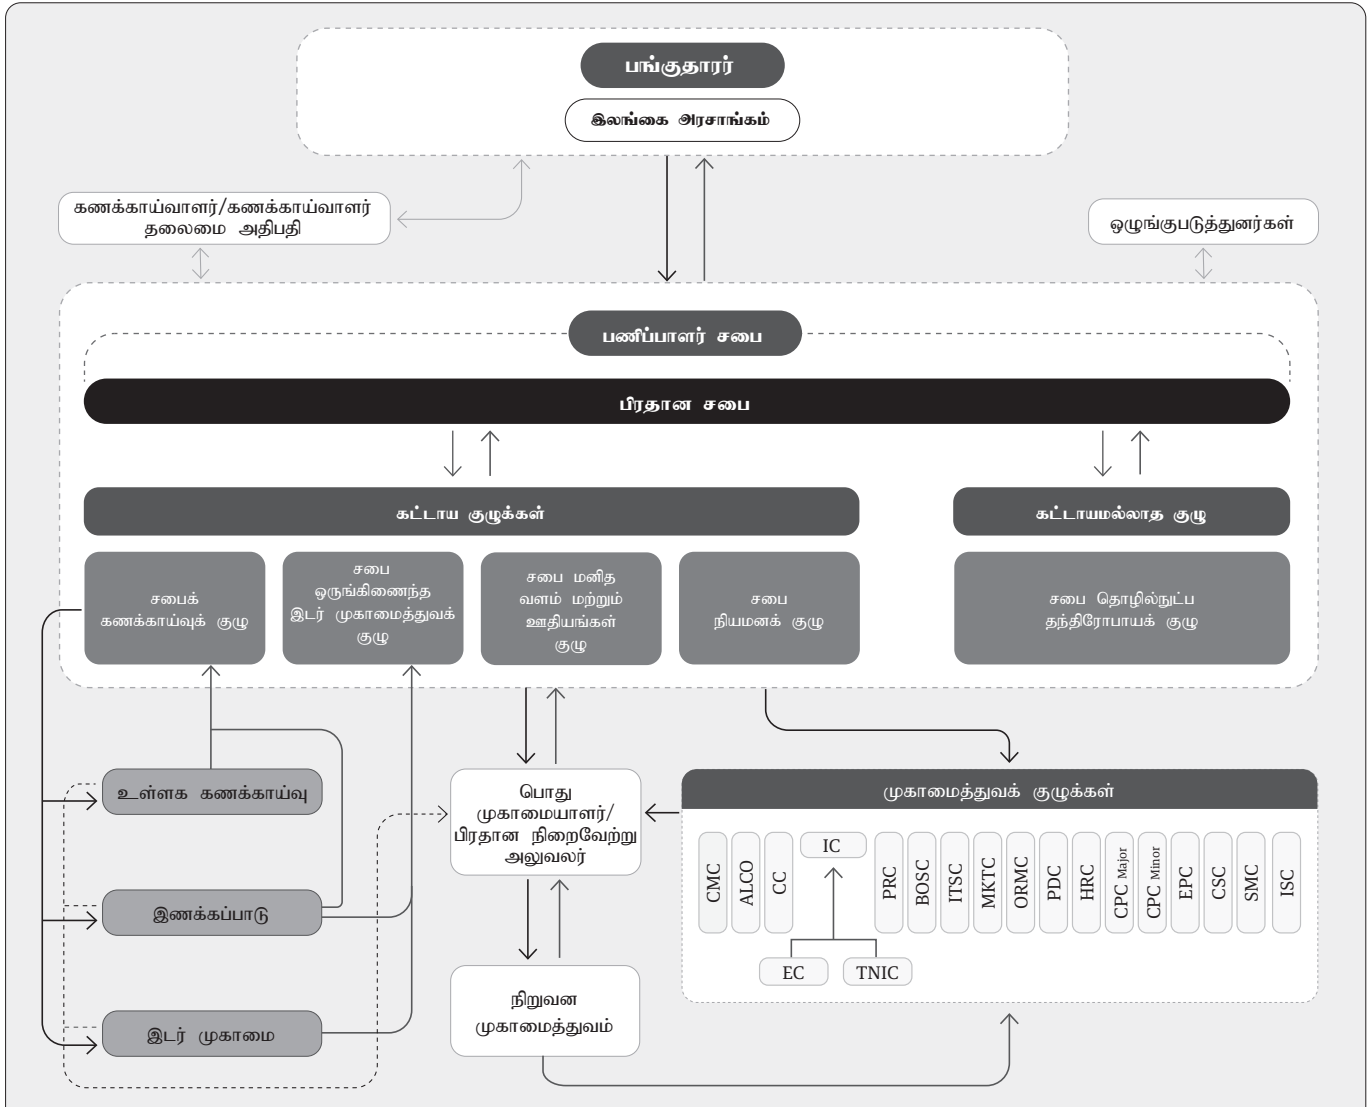 பங்குதாரர்
இலங்கை அரசாங்கம்
கணக்காய்வாளர்/கணக்காய்வாளர்
தலைமை அதிபதி
ஒழுங்குபடுத்துனர்கள்
பணிப்பாளர் சபை
பிரதான சபை
கட்டாய குழுக்கள்
கட்டாயமல்லாத குழு
சபைக்
கணக்காய்வுக் குழு
சபை
ஒருங்கிணைந்த
இடர் முகாமைத்துவக்
குழு
சபை மனித
வளம் மற்றும்
ஊதியங்கள்
குழு
சபை
நியமனக் குழு
சபை தொழில்நுட்ப
தந்திரோபாயக் குழு
உள்ளக கணக்காய்வு
இணக்கப்பாடு
இடர் முகாமை
பொது
முகாமையாளர்/
பிரதான நிறைவேற்று
அலுவலர்
நிறுவன
முகாமைத்துவம்
முகாமைத்துவக் குழுக்கள்
CMC
ALCO
CC
IC
EC
TNIC
PRC
BOSC
ITSC
MKTC
ORMC
PDC
HRC
CPC Major
CPC Minor
EPC
CSC
SMC
ISC